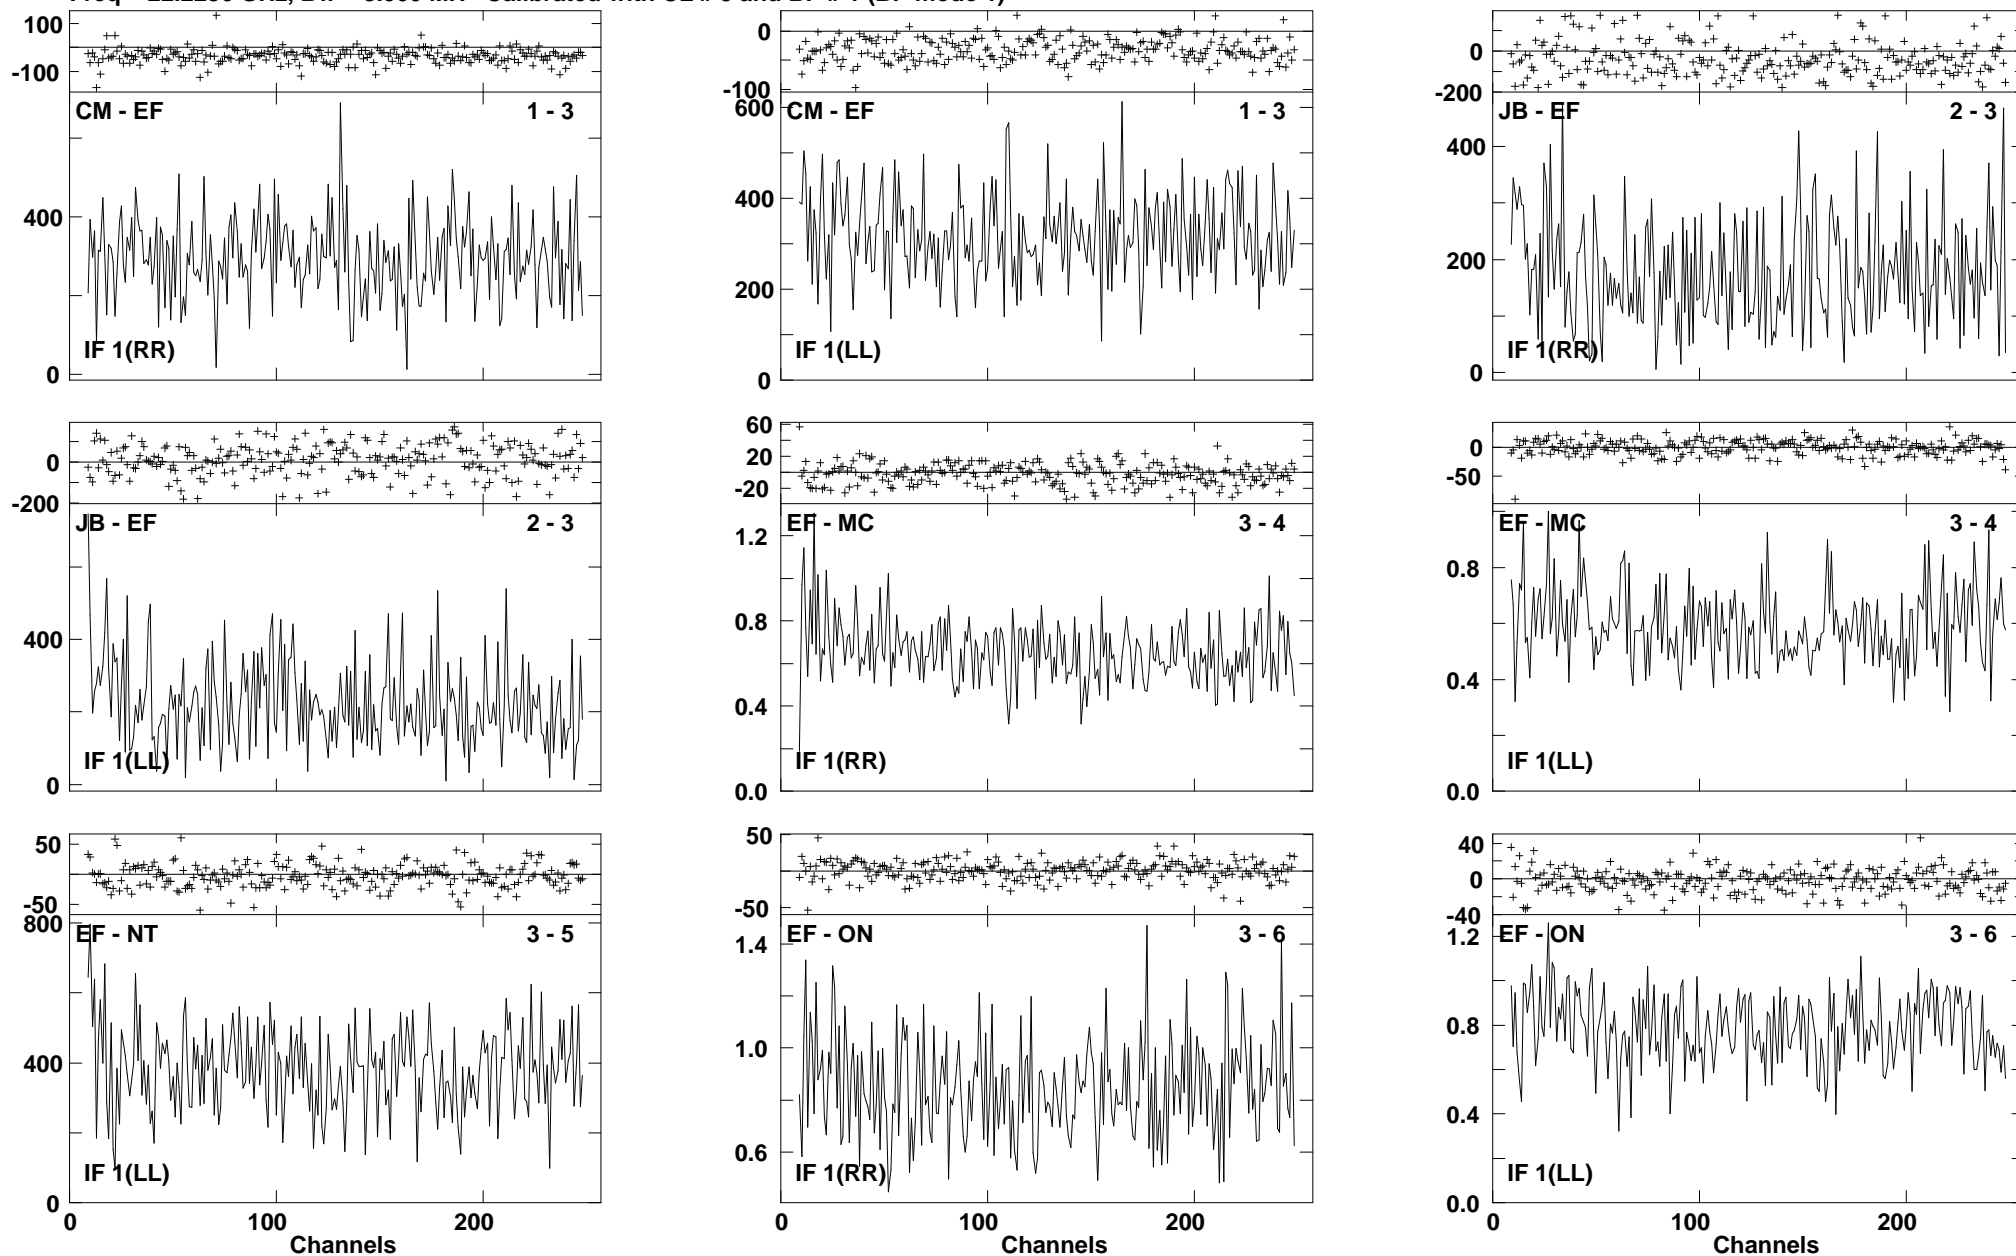 100
-100
CM - EF 1 - 3
400
0
IF 1(RR)
0
-100
600
CM - EF 1 - 3
400
200
0
IF 1(LL)
0
-200
JB - EF 2 - 3
400
200
0
IF 1(RR)
0
-200
JB - EF 2 - 3
400
0
IF 1(LL)
60
20
-20
EF - MC 3 - 4
1.2
0.8
0.4
0.0
IF 1(RR)
0
-50
EF - MC 3 - 4
0.8
0.4
0.0
IF 1(LL)
50
-50
800
EF - NT 3 - 5
400
0
IF 1(LL)
0 100 200
Channels
50
-50
EF - ON 3 - 6
1.4
1.0
0.6
IF 1(RR)
0 100 200
Channels
40
0
-40
EF - ON 3 - 6
1.2
0.8
0.4
0.0
IF 1(LL)
0 100 200
Channels